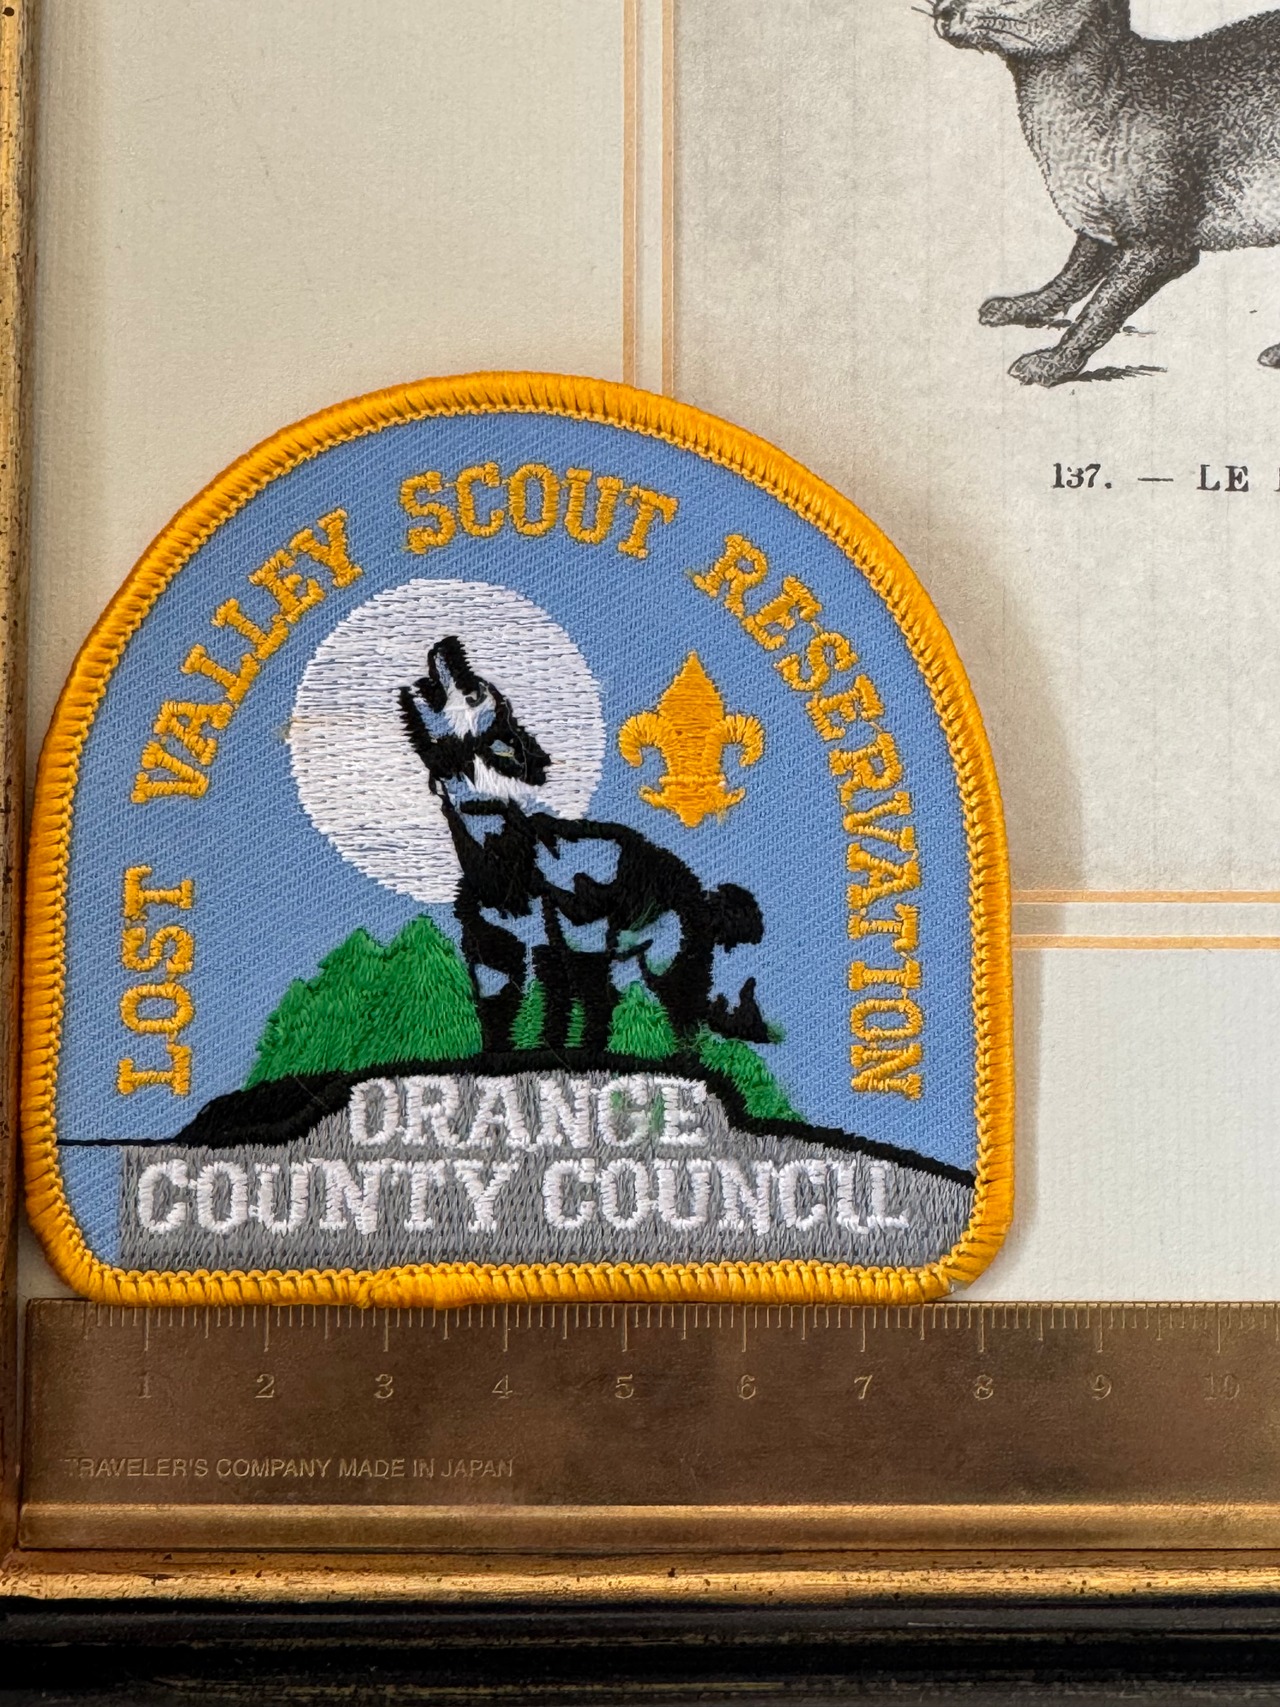 137. — LE
LOST VALLEY SCOUT RESERVATION
ORANGE
COUNTY COUNCIL
1 2 3 4 5 6 7 8 9 10
TRAVELER'S COMPANY MADE IN JAPAN